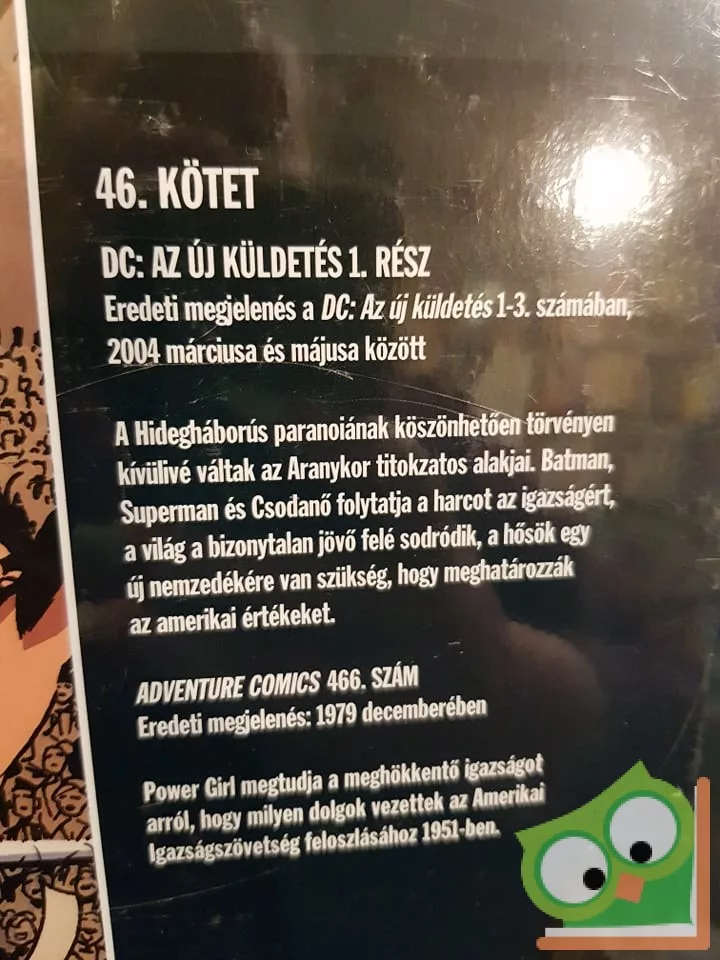 46. KÖTET
DC: AZ ÚJ KÜLDETÉS 1. RÉSZ
Eredeti megjelenés a DC: Az új küldetés 1-3. számában,
2004 márciusa és májusa között
A Hidegháborús paranoiának köszönhetően törvényen
kívülivé váltak az Aranykor titokzatos alakjai. Batman,
Superman és Csodanő folytatja a harcot az igazságért,
a világ a bizonytalan jövő felé sodródik, a hősök egy
új nemzedékére van szükség, hogy meghatározzák
az amerikai értékeket.
ADVENTURE COMICS 466. SZÁM
Eredeti megjelenés: 1979 decemberében
Power Girl megtudja a meghökkentő igazságot
arról, hogy milyen dolgok vezettek az Amerikai
Igazságszövetség feloszlásához 1951-ben.